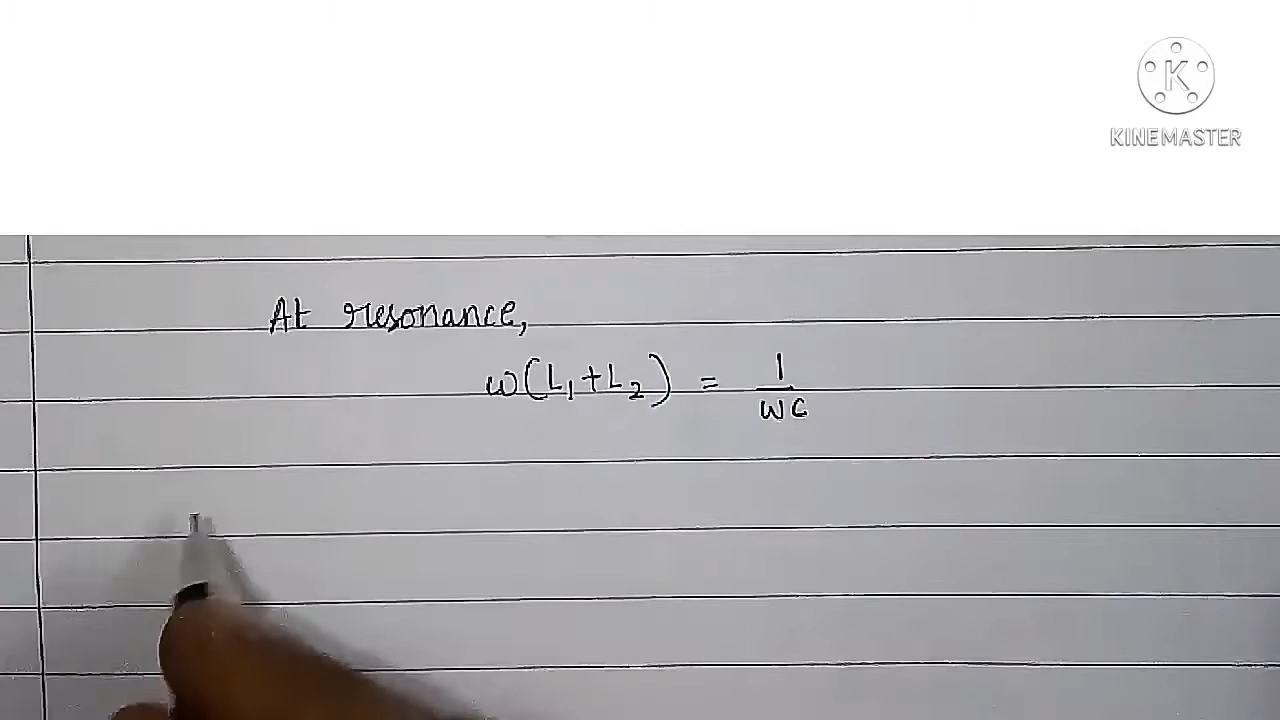 KINEMASTER
At resonance,
ω(L₁+L₂) = 1/ωC